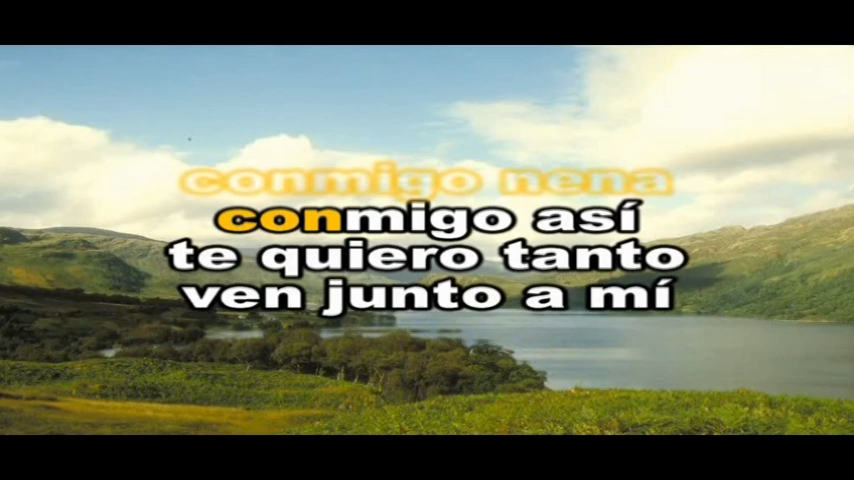 conmigo nena
conmigo así
te quiero tanto
ven junto a mí